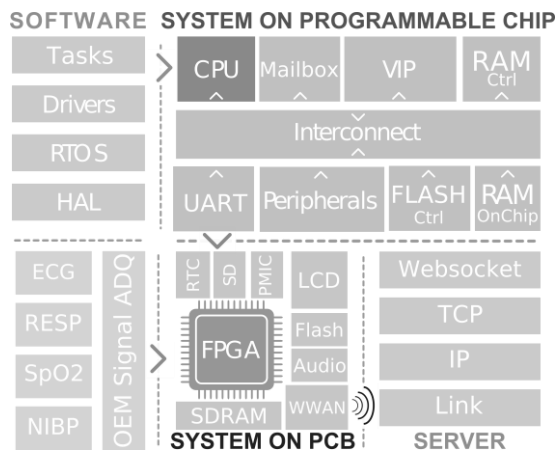 SOFTWARE
SYSTEM ON PROGRAMMABLE CHIP
Tasks
Drivers
RTOS
HAL
CPU
Mailbox
VIP
RAM
Ctrl
Interconnect
UART
Peripherals
FLASH
Ctrl
RAM
OnChip
ECG
RESP
SpO2
NIBP
OEM Signal ADQ
RTC
SD
PMIC
LCD
FPGA
Flash
Audio
SDRAM
WWAN
SYSTEM ON PCB
Websocket
TCP
IP
Link
SERVER